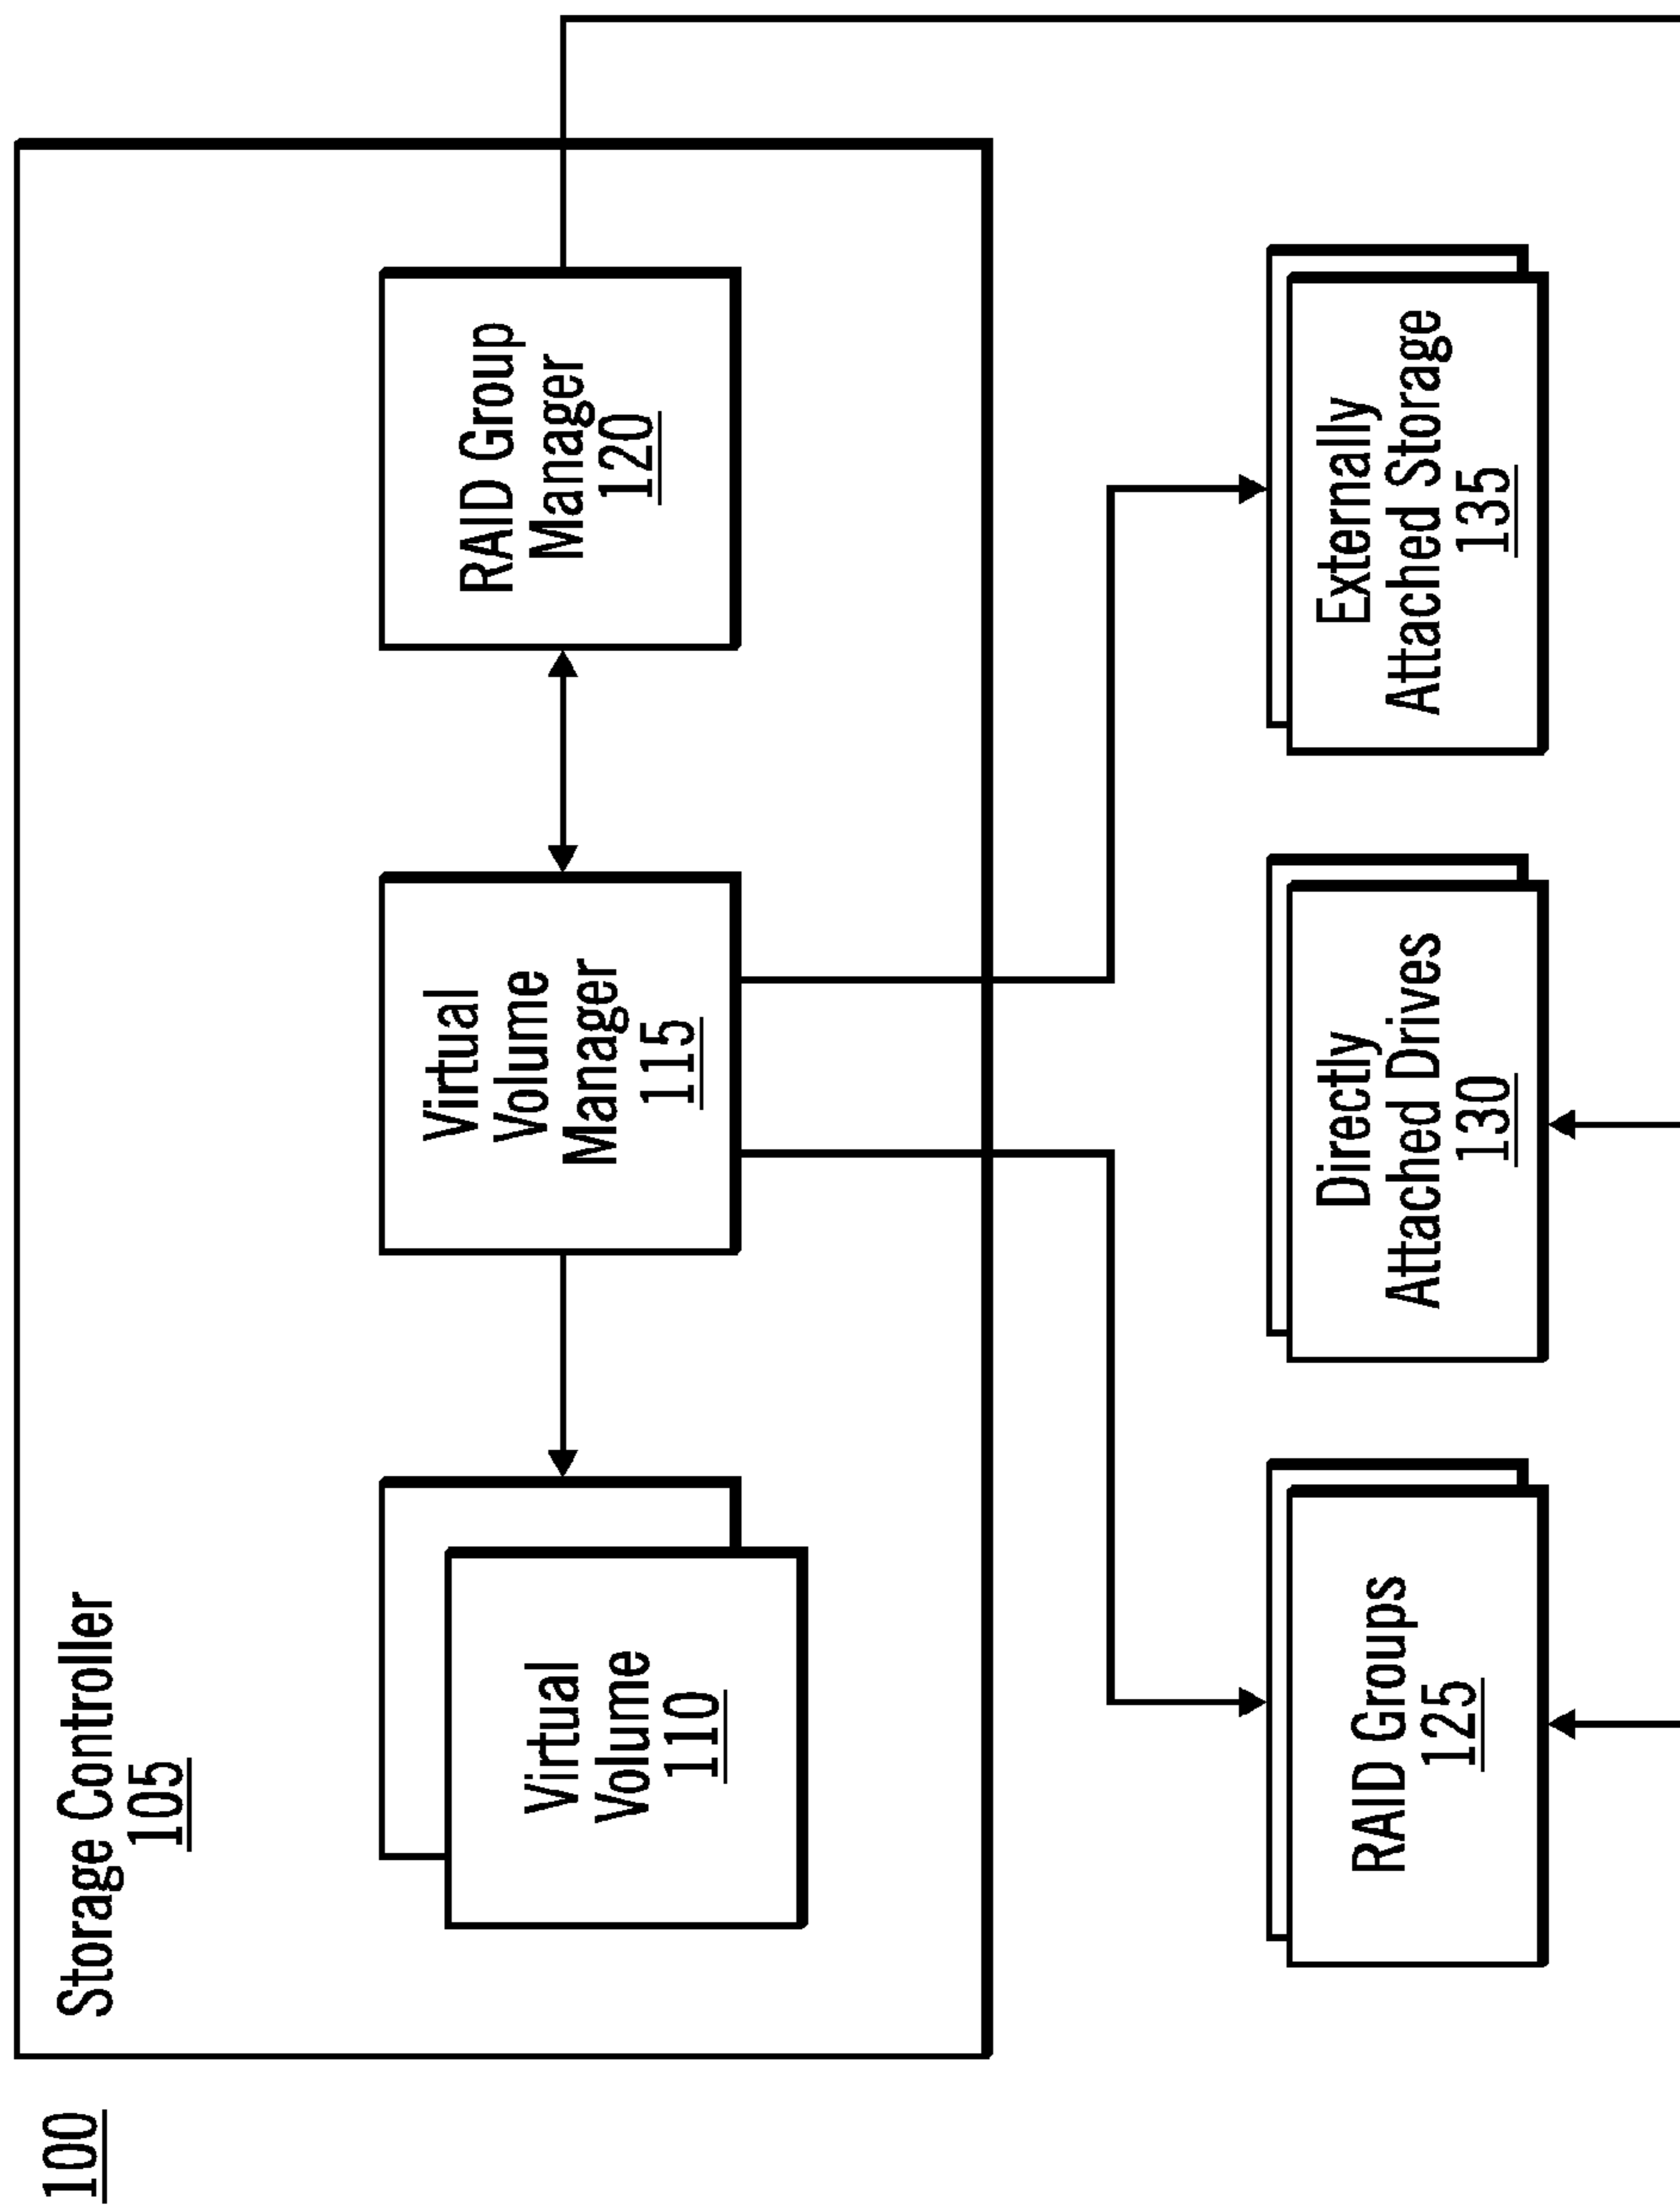 100
Storage Controller
105
Virtual
Volume
110
Virtual
Volume
Manager
115
RAID Group
Manager
120
RAID Groups
125
Directly
Attached Drives
130
Externally
Attached Storage
135